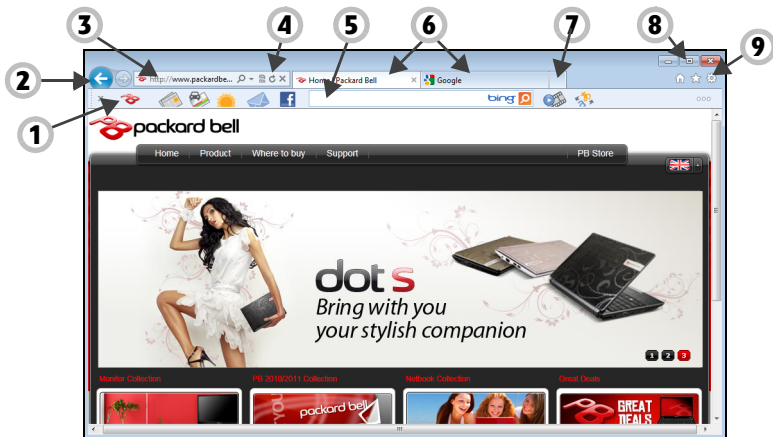 3 4 5 6 7 8 9
2 http://www.packardbe... Home - Packard Bell Google
bing
1
packard bell
Home Product Where to buy Support PB Store
dot s
Bring with you
your stylish companion
1 2 3
Monitor Collection PB 2010/2011 Collection Netbook Collection Great Deals
packard bell GREAT
DEALS